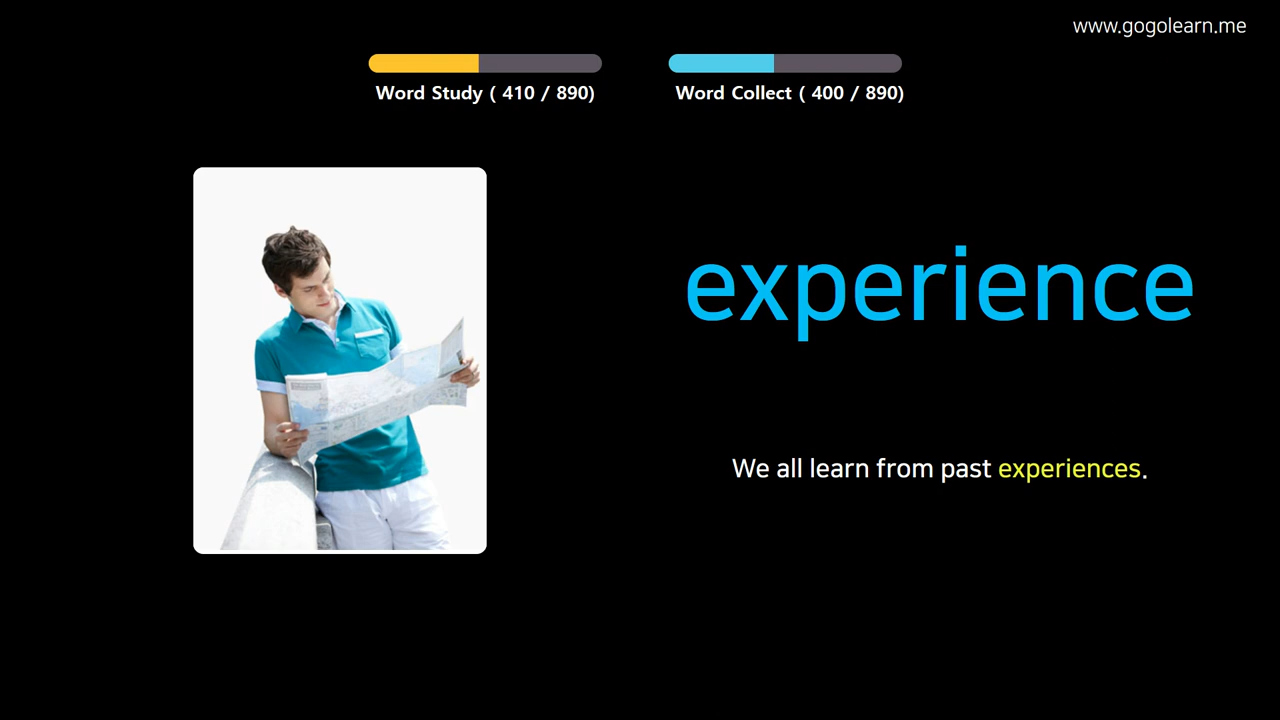 www.gogolearn.me
Word Study ( 410 / 890)
Word Collect ( 400 / 890)
experience
We all learn from past experiences.